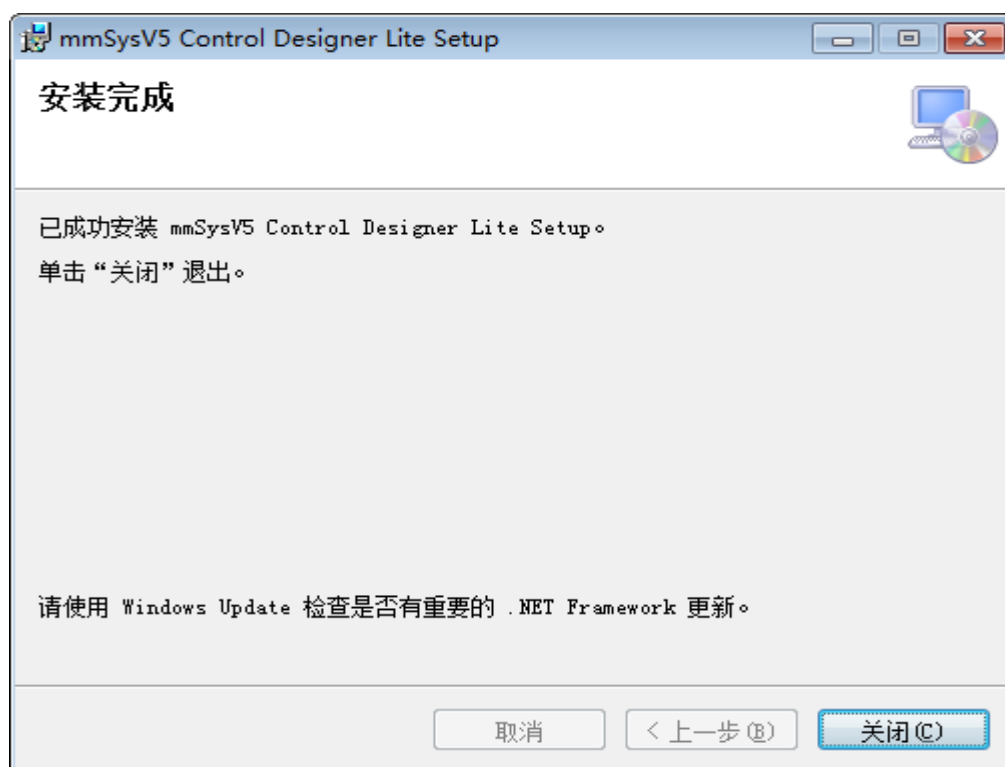 mmSysV5 Control Designer Lite Setup
安装完成
已成功安装 mmSysV5 Control Designer Lite Setup。
单击“关闭”退出。
请使用 Windows Update 检查是否有重要的 .NET Framework 更新。
取消
< 上一步(B)
关闭(C)